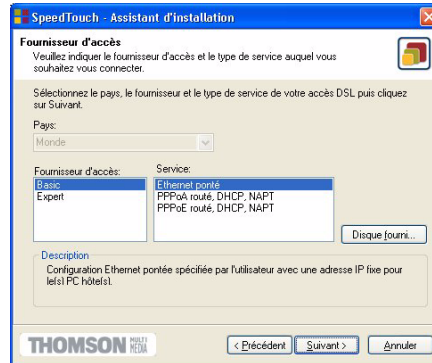 SpeedTouch - Assistant d'installation
Fournisseur d'accès
Veuillez indiquer le fournisseur d'accès et le type de service auquel vous
souhaitez vous connecter.
Sélectionnez le pays, le fournisseur et le type de service de votre accès DSL puis cliquez
sur Suivant.
Pays:
Monde
Fournisseur d'accès:
Service:
Basic
Expert
Ethernet ponté
PPPoA routé, DHCP, NAPT
PPPoE routé, DHCP, NAPT
Disque fourni...
Description
Configuration Ethernet pontée spécifiée par l'utilisateur avec une adresse IP fixe pour
le(s) PC hôte(s).
THOMSON MULTI MEDIA
< Précédent
Suivant >
Annuler